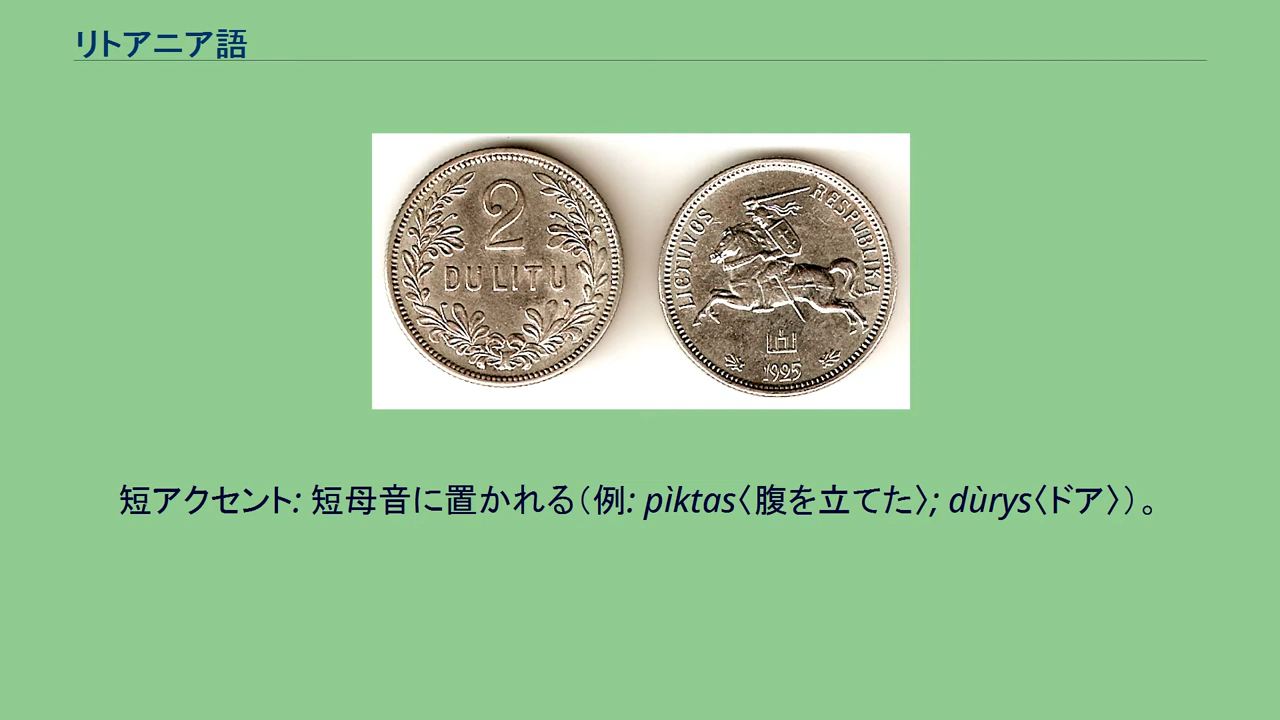 リトアニア語
2
DU LITU
LIETUVOS RESPUBLIKA
1925
短アクセント: 短母音に置かれる（例: pìktas〈腹を立てた〉; dùrys〈ドア〉）。